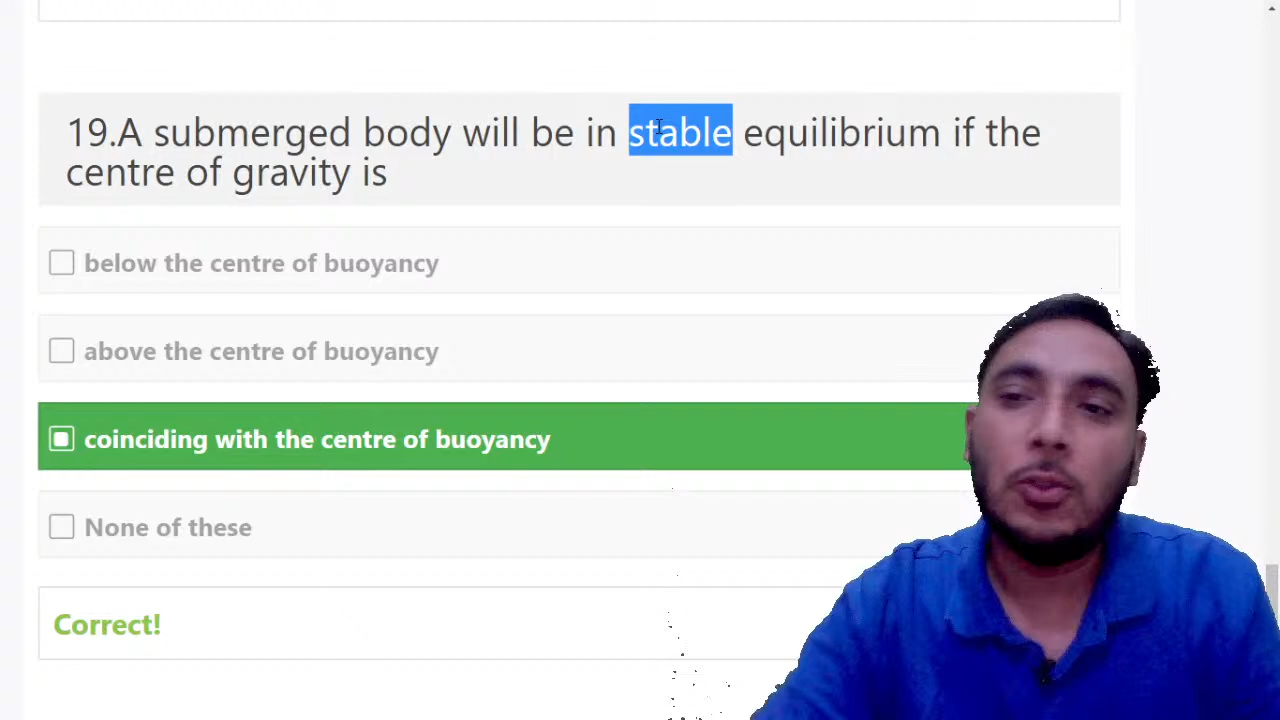 19.A submerged body will be in stable equilibrium if the
centre of gravity is
below the centre of buoyancy
above the centre of buoyancy
coinciding with the centre of buoyancy
None of these
Correct!